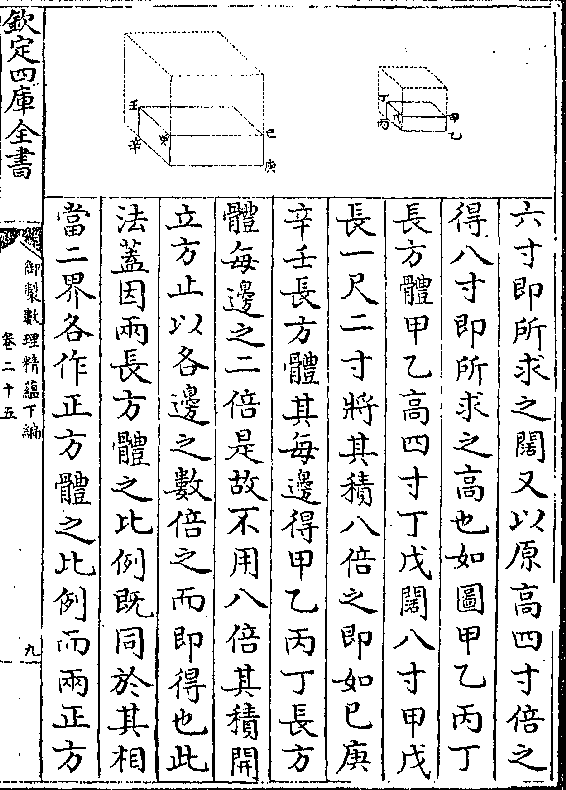 六寸即所求之闊又以原高四寸倍之
得八寸即所求之高也如圖甲乙丙丁
長方體甲乙高四寸丁戊闊八寸甲戊
長一尺二寸將其積八倍之即如己庚
辛壬長方體其每邊得甲乙丙丁長方
體每邊之二倍是故不用八倍其積開
立方止以各邊之數倍之而即得也此
法蓋因兩長方體之比例既同於其相
當二界各作正方體之比例而兩正方
欽定四庫全書
御製數理精蘊下編
卷二十五
九
丁
丙
戊
甲
乙
壬
辛
己
庚